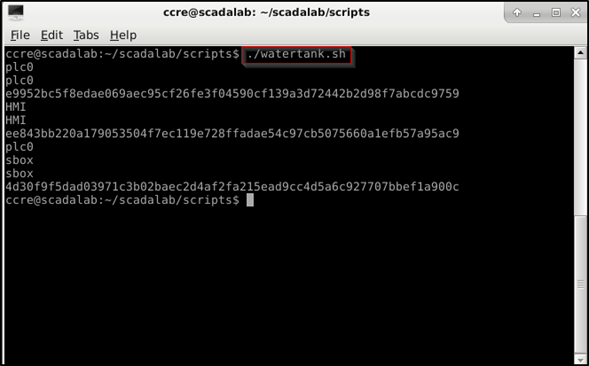 ccre@scadalab: ~/scadalab/scripts
File Edit Tabs Help
ccre@scadalab:~/scadalab/scripts$ ./watertank.sh
plc0
plc0
e9952bc5f8edae069aec95cf26fe3f04590cf139a3d72442b2d98f7abcdc9759
HMI
HMI
ee843bb220a179053504f7ec119e728ffadae54c97cb5075660a1efb57a95ac9
plc0
sbox
sbox
4d30f9f5dad03971c3b02baec2d4af2fa215ead9cc4d5a6c927707bbef1a900c
ccre@scadalab:~/scadalab/scripts$